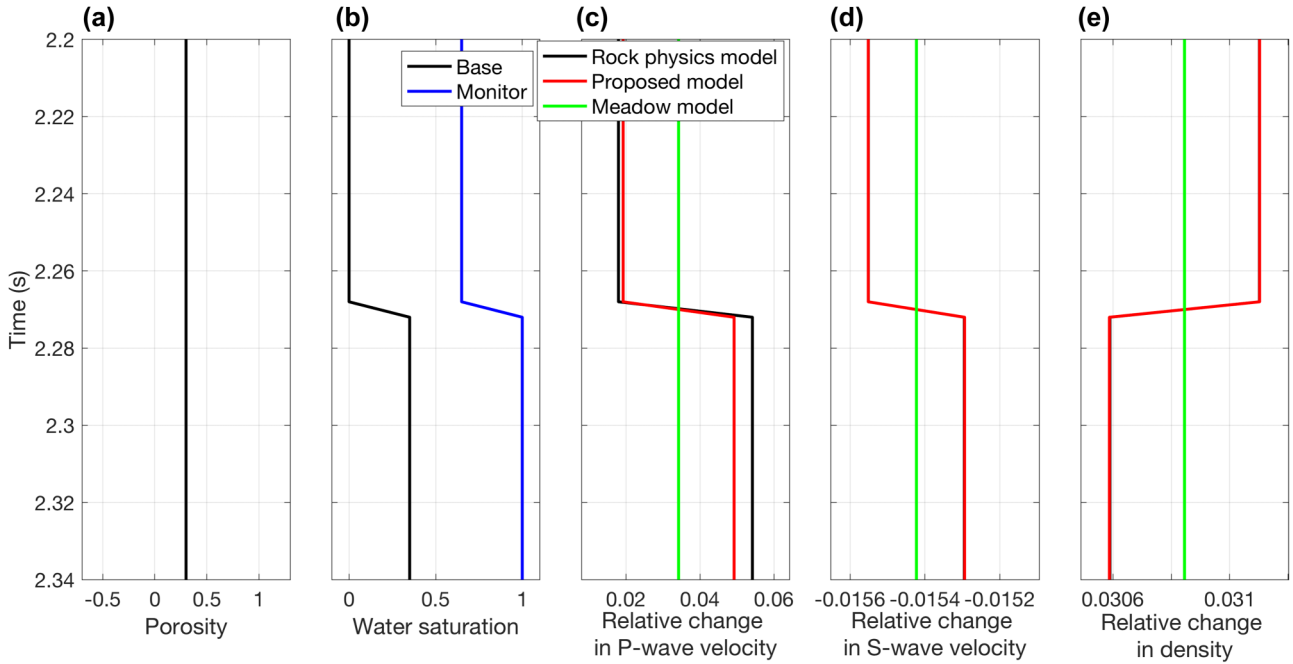 (a)
(b)
(c)
(d)
(e)
Base
Monitor
Rock physics model
Proposed model
Meadow model
Time (s)
2.2
2.22
2.24
2.26
2.28
2.3
2.32
2.34
-0.5 0 0.5 1
Porosity
0 0.5 1
Water saturation
0.02 0.04 0.06
Relative change
in P-wave velocity
-0.0156 -0.0154 -0.0152
Relative change
in S-wave velocity
0.0306 0.031
Relative change
in density